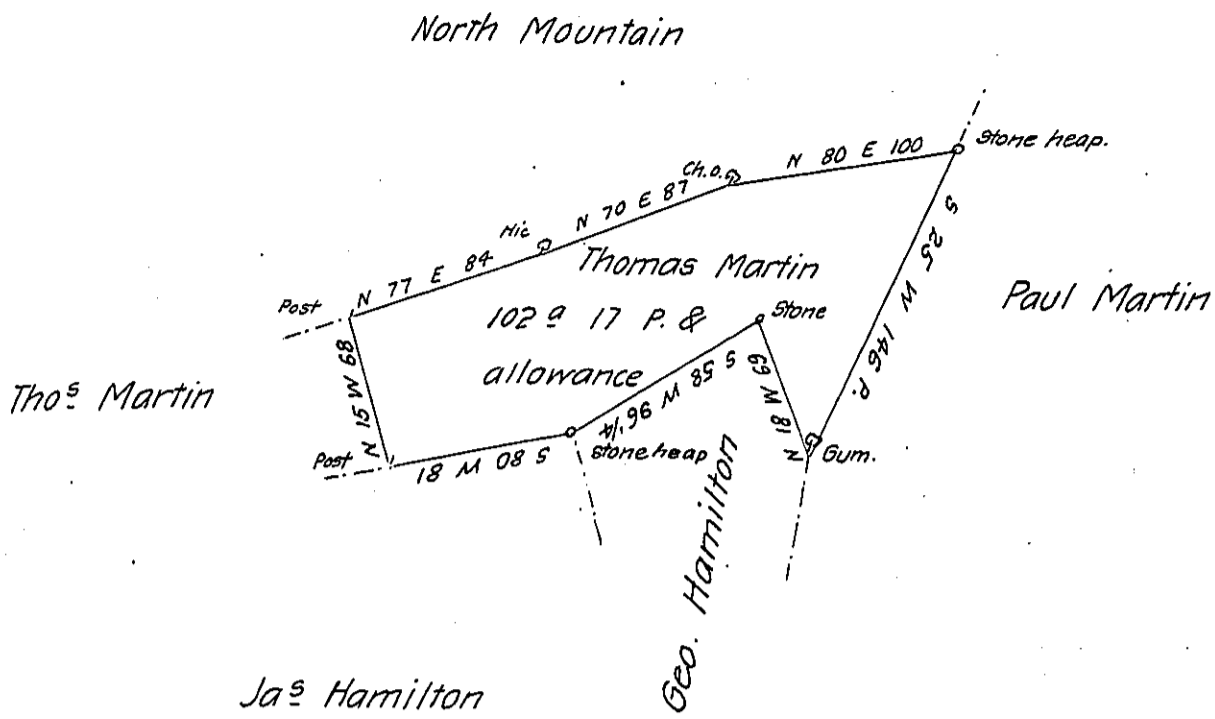 North Mountain
Stone heap.
N 80 E 100
Ch.o.
N 70 E 87
Hic
N 77 E 84
Post
Thomas Martin
102 a 17 P. &
allowance
Stone
S 25 W 146 P.
Paul Martin
Thos Martin
N 15 W 68
S 58 W 96 1/4
N 18 W 63
Post
S 80 W 81
stone heap
Gum.
Geo. Hamilton
Jas Hamilton